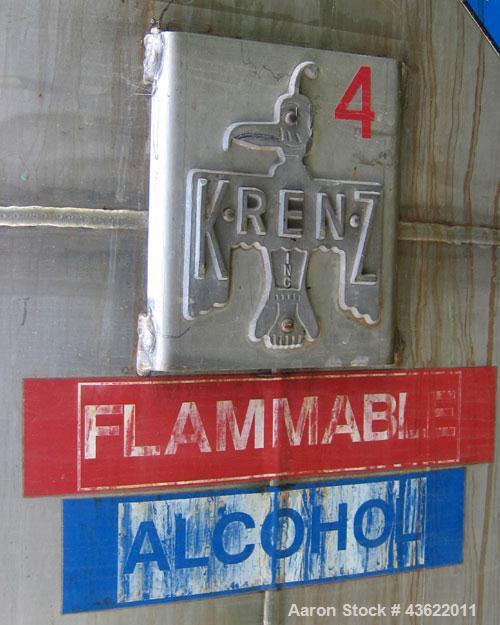 4
KRENZ
INC
FLAMMABLE
ALCOHOL
Aaron Stock # 43622011